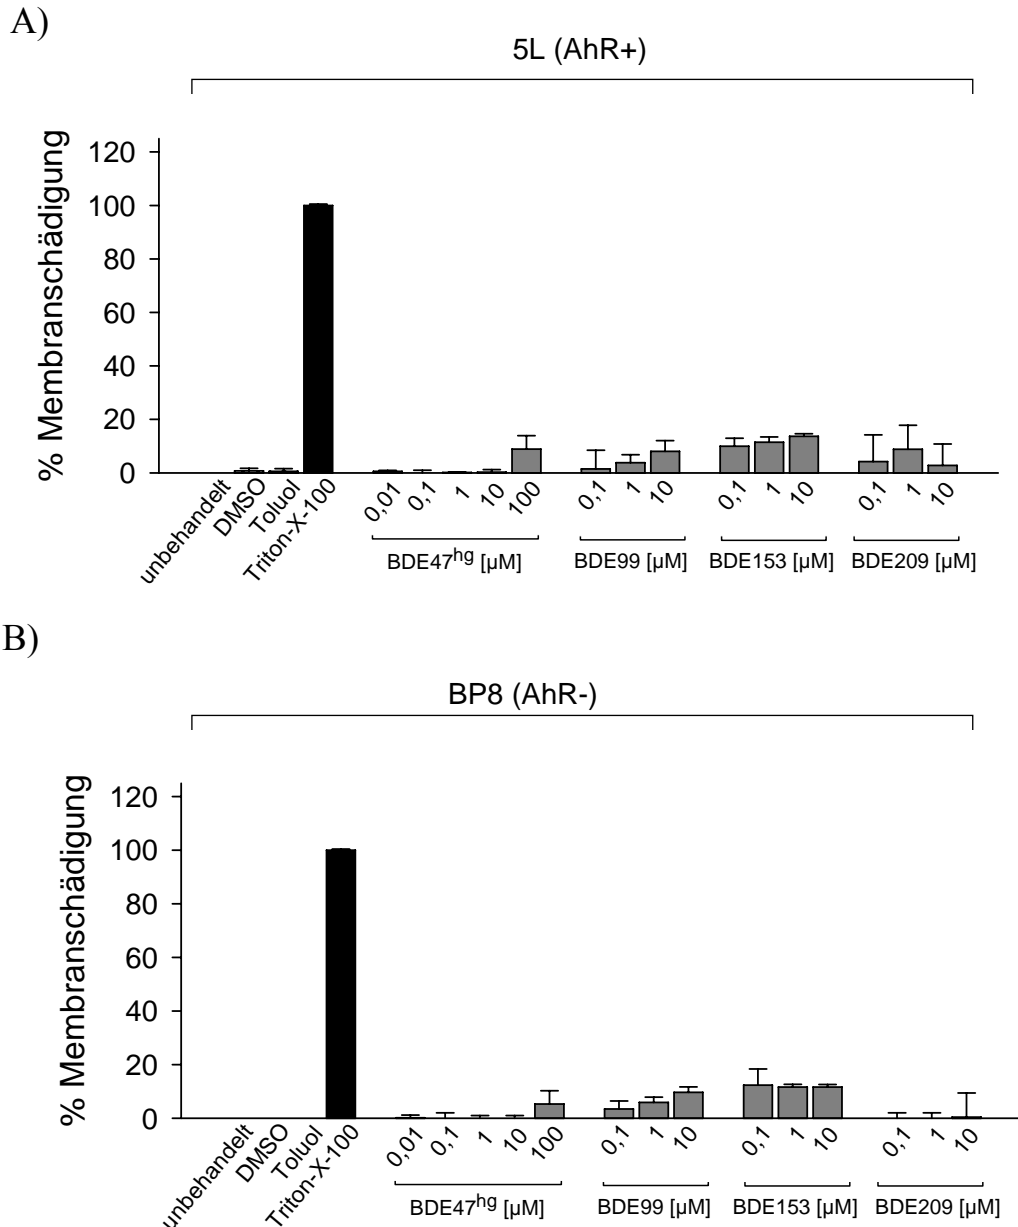 A)
5L (AhR+)
% Membranschädigung
120
100
80
60
40
20
0
unbehandelt
DMSO
Toluol
Triton-X-100
0,01
0,1
1
10
100
0,1
1
10
0,1
1
10
0,1
1
10
BDE47hg [µM]
BDE99 [µM]
BDE153 [µM]
BDE209 [µM]
B)
BP8 (AhR-)
% Membranschädigung
120
100
80
60
40
20
0
unbehandelt
DMSO
Toluol
Triton-X-100
0,01
0,1
1
10
100
0,1
1
10
0,1
1
10
0,1
1
10
BDE47hg [µM]
BDE99 [µM]
BDE153 [µM]
BDE209 [µM]